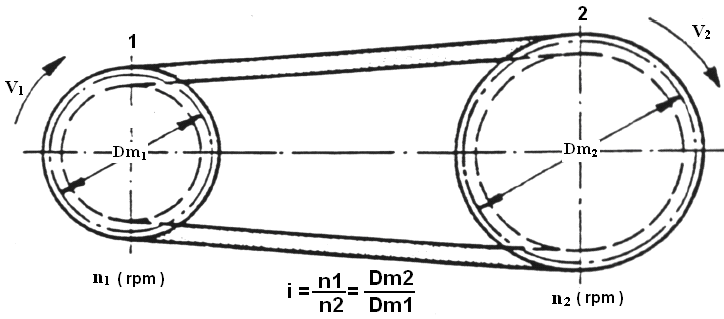 1
2
V1
V2
Dm1
Dm2
n1 ( rpm )
n2 ( rpm )
i = n1/n2 = Dm2/Dm1